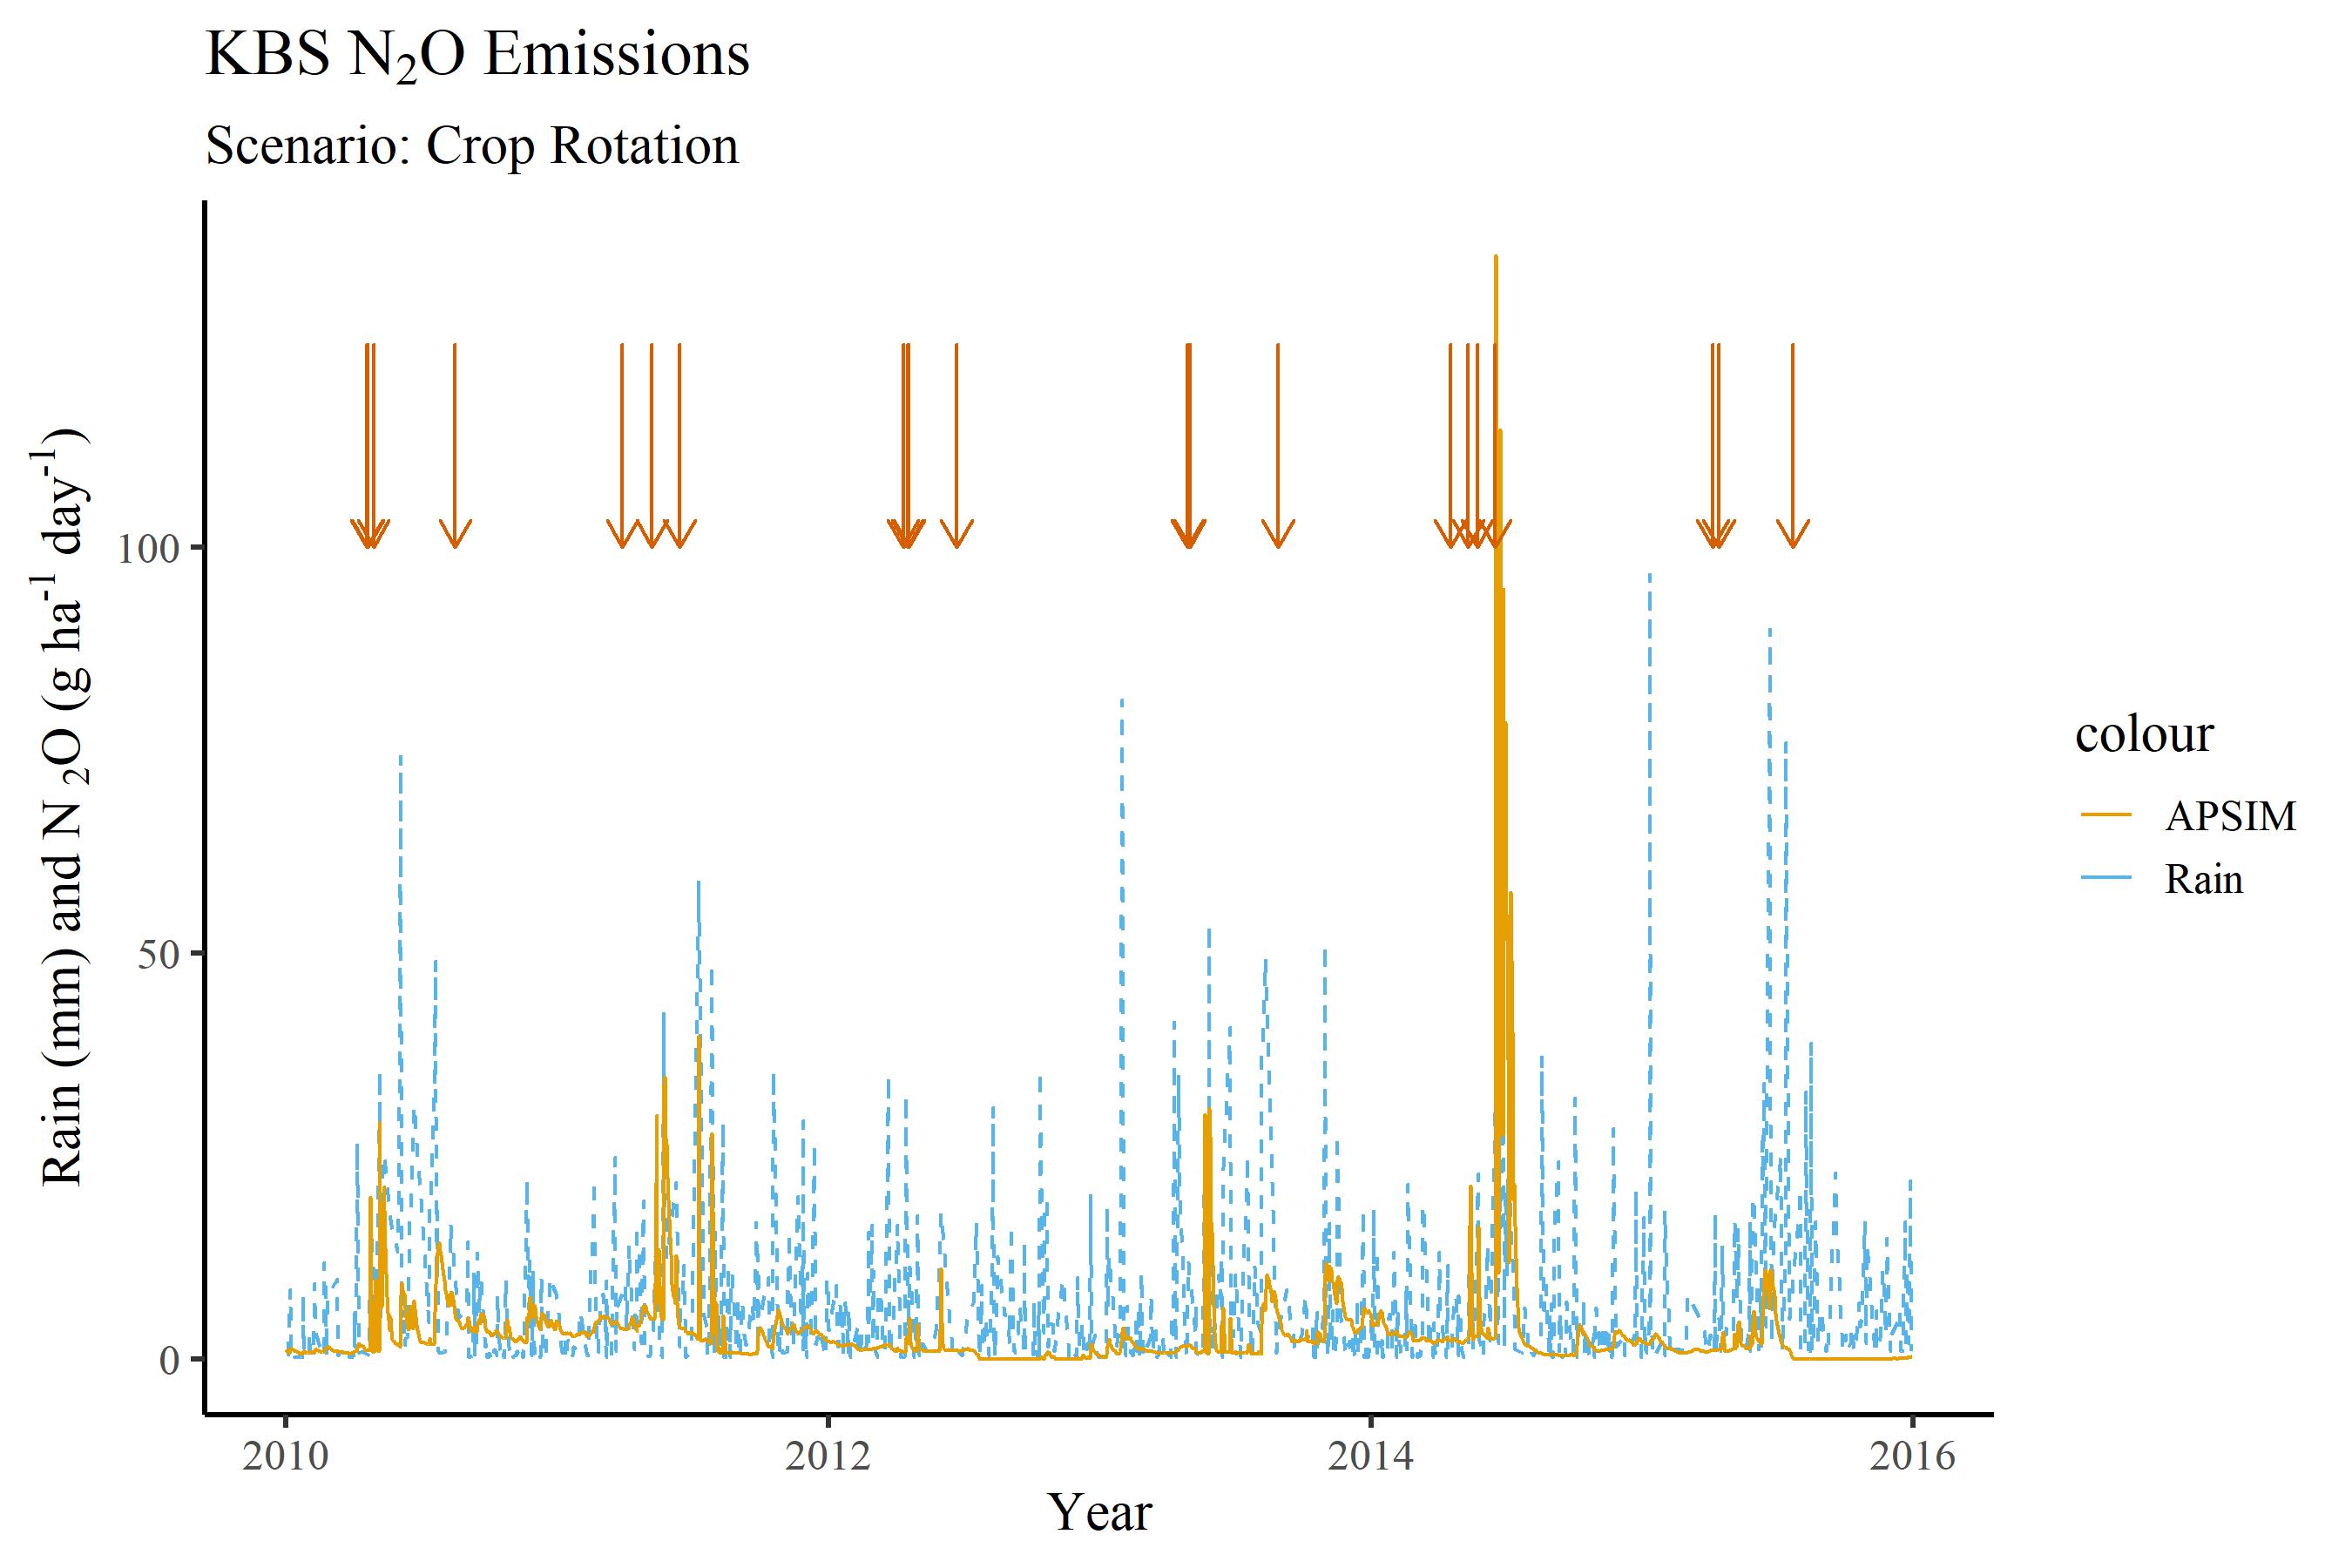 KBS N₂O Emissions
Scenario: Crop Rotation
Rain (mm) and N ₂O (g ha⁻¹ day⁻¹)
100
50
0
2010
2012
2014
2016
Year
colour
APSIM
Rain